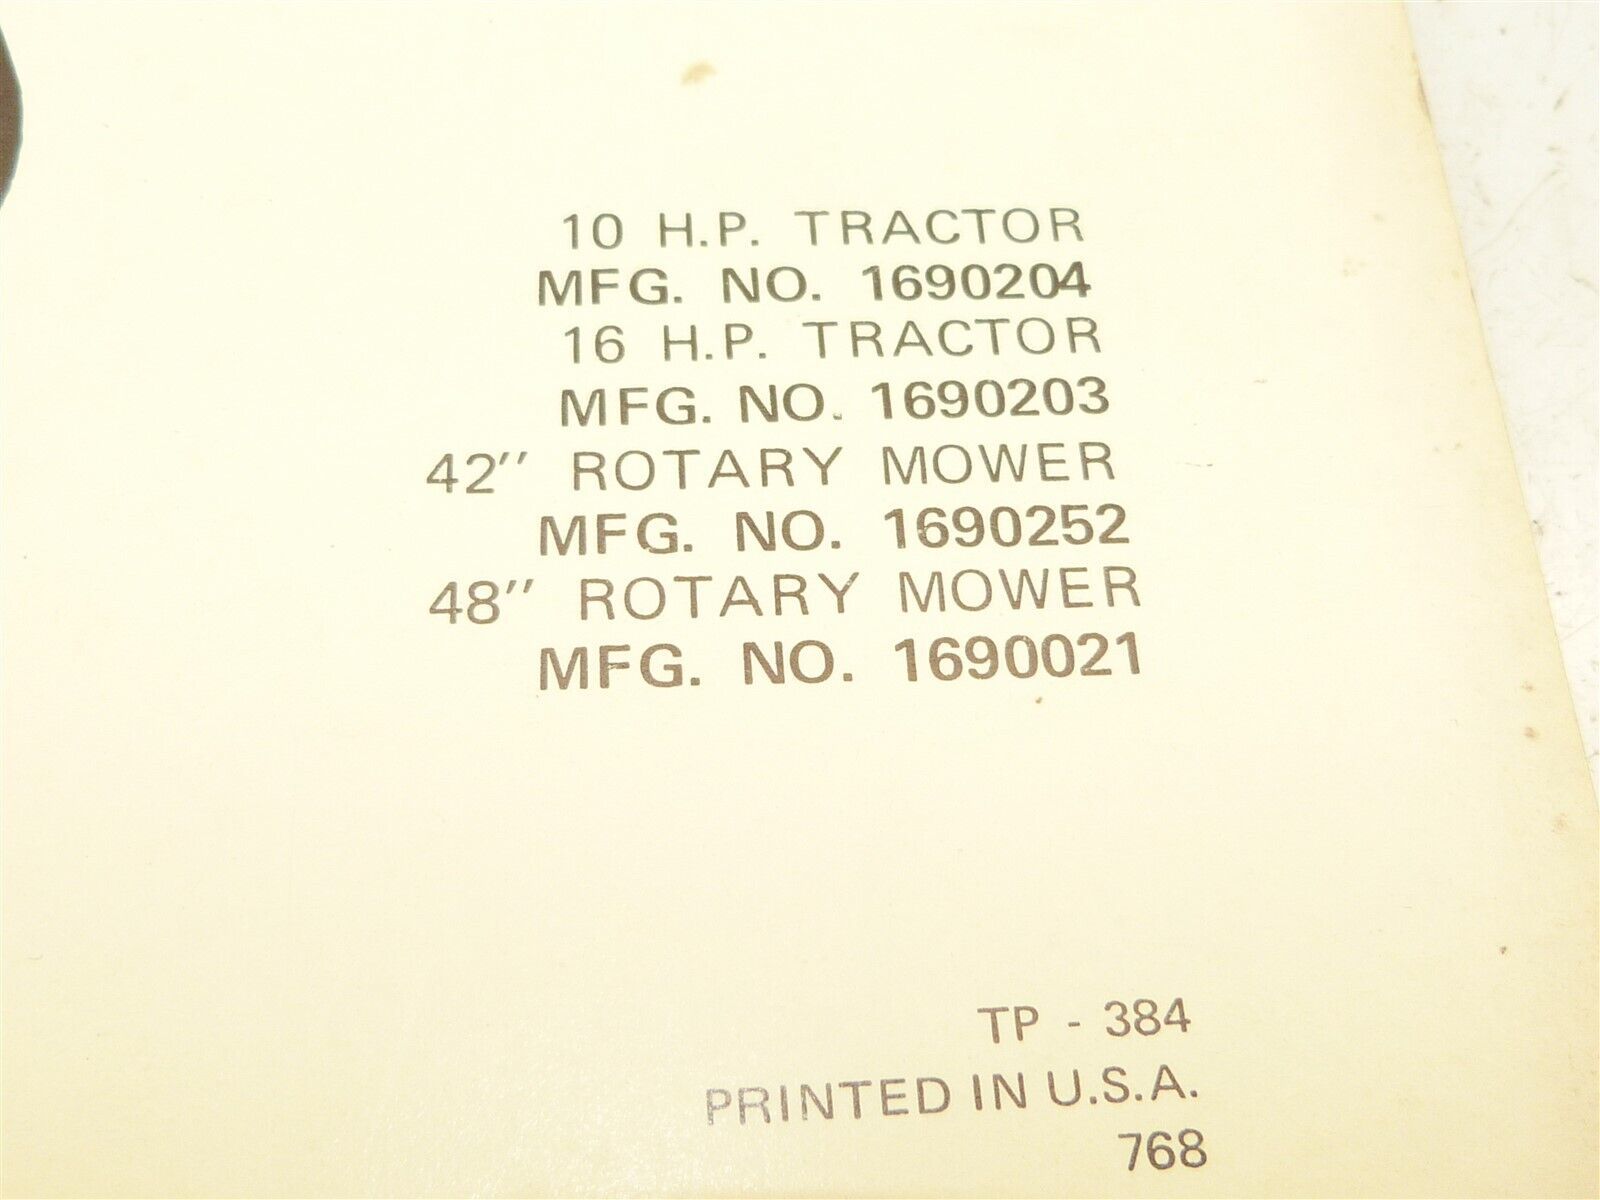 10 H.P. TRACTOR
MFG. NO. 1690204
16 H.P. TRACTOR
MFG. NO. 1690203
42″ ROTARY MOWER
MFG. NO. 1690252
48″ ROTARY MOWER
MFG. NO. 1690021
TP - 384
PRINTED IN U.S.A.
768